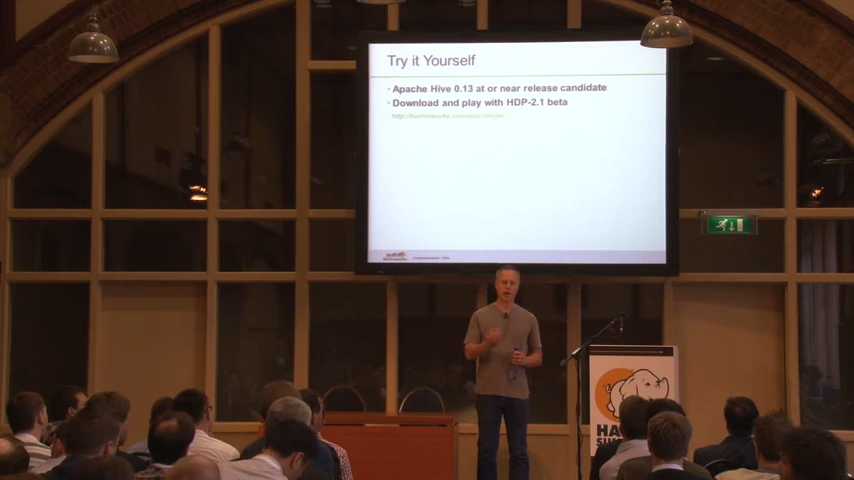 Try it Yourself
· Apache Hive 0.13 at or near release candidate
· Download and play with HDP-2.1 beta
Hortonworks